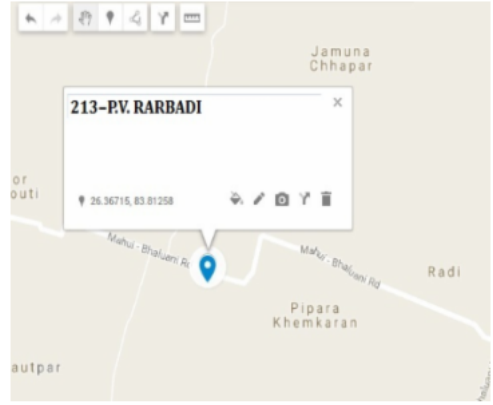 Jamuna
Chhapar
213-P.V. RARBADI
or
outi
26.36715, 83.81258
Mahui - Bhaluani Rd
Mahui - Bhaluani Rd
Radi
Pipara
Khemkaran
autpar